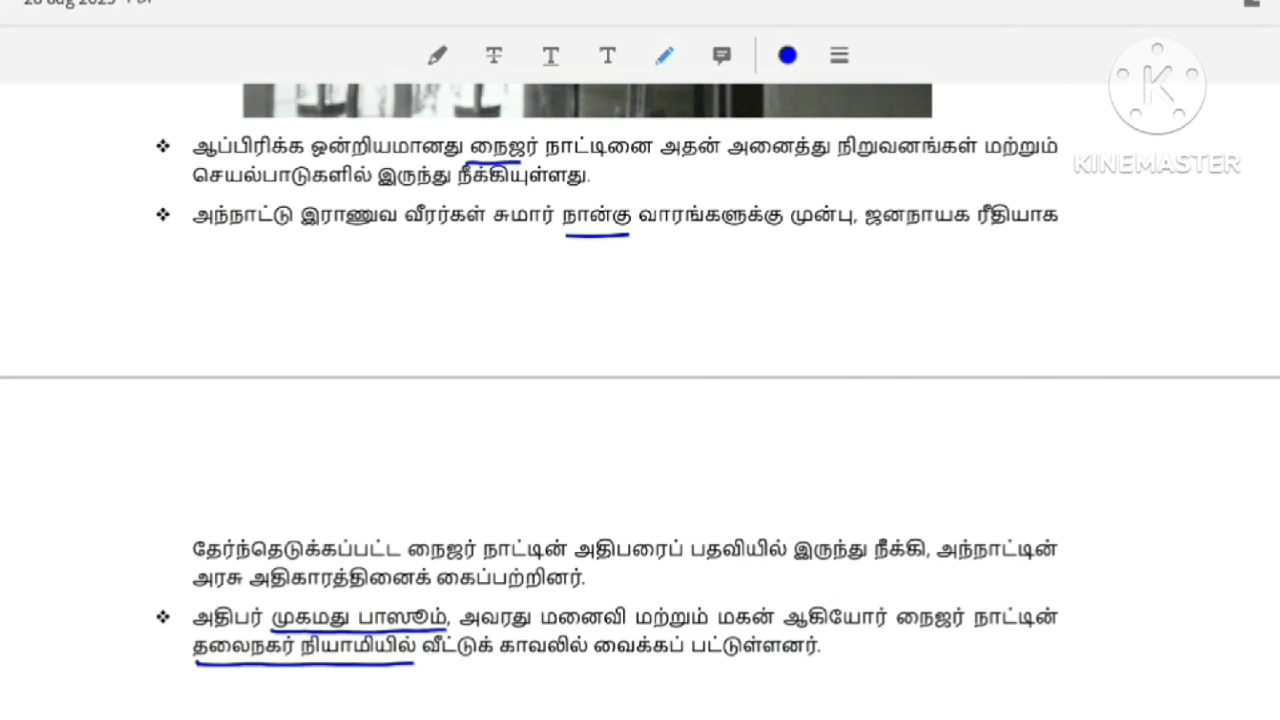 ❖ ஆப்பிரிக்க ஒன்றியமானது நைஜர் நாட்டினை அதன் அனைத்து நிறுவனங்கள் மற்றும்
செயல்பாடுகளில் இருந்து நீக்கியுள்ளது.
❖ அந்நாட்டு இராணுவ வீரர்கள் சுமார் நான்கு வாரங்களுக்கு முன்பு, ஜனநாயக ரீதியாக
தேர்ந்தெடுக்கப்பட்ட நைஜர் நாட்டின் அதிபரைப் பதவியில் இருந்து நீக்கி, அந்நாட்டின்
அரசு அதிகாரத்தினைக் கைப்பற்றினர்.
❖ அதிபர் முகமது பாஸூம், அவரது மனைவி மற்றும் மகன் ஆகியோர் நைஜர் நாட்டின்
தலைநகர் நியாமியில் வீட்டுக் காவலில் வைக்கப் பட்டுள்ளனர்.
K
KINEMASTER